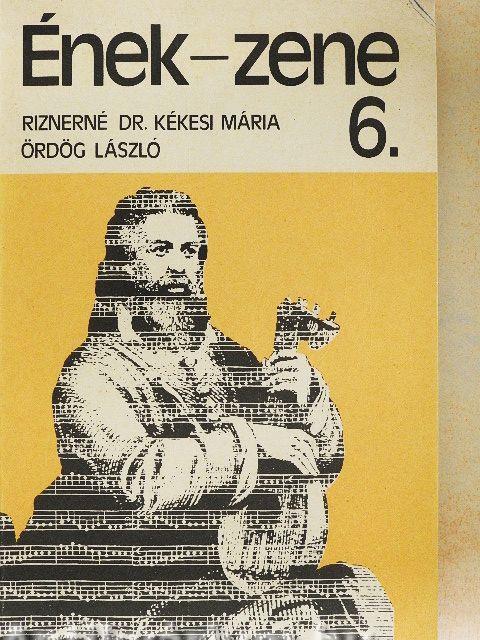 Ének–zene
RIZNERNÉ DR. KÉKESI MÁRIA
ÖRDÖG LÁSZLÓ
6.